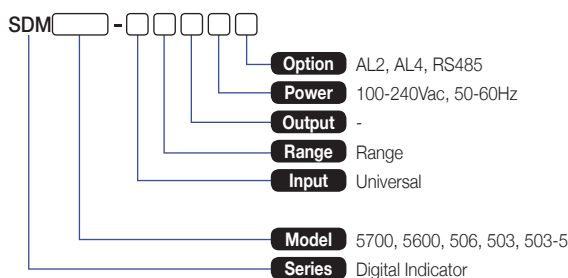 SDM -
Option AL2, AL4, RS485
Power 100-240Vac, 50-60Hz
Output -
Range Range
Input Universal
Model 5700, 5600, 506, 503, 503-5
Series Digital Indicator